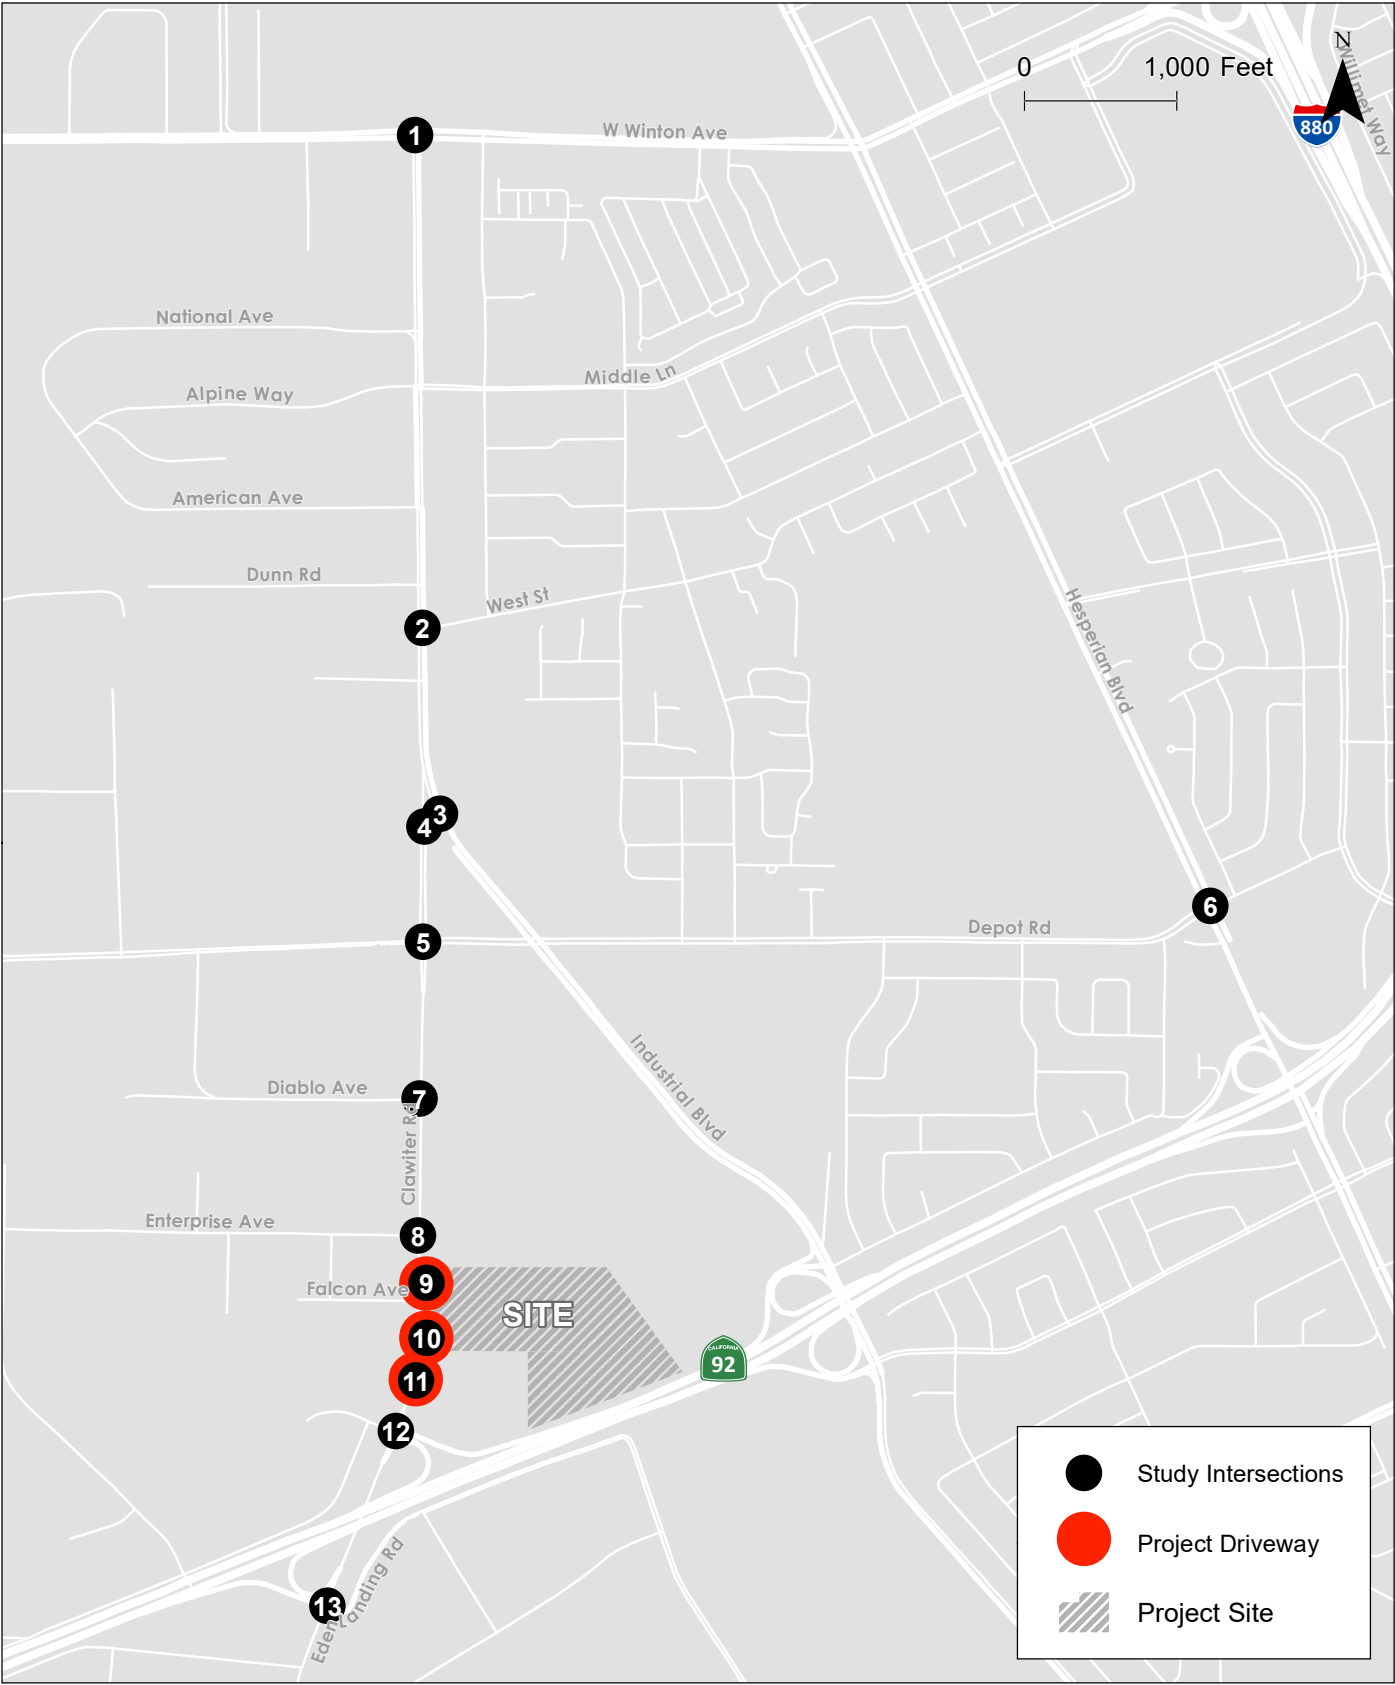 N
0 1,000 Feet
Willimet Way
880
1
W Winton Ave
National Ave
Middle Ln
Alpine Way
American Ave
Dunn Rd
West St
2
Hesperian Blvd
3
4
6
Depot Rd
5
Industrial Blvd
Diablo Ave
7
Clawiter Rd
Enterprise Ave
8
Falcon Ave
9
SITE
10
CALIFORNIA
92
11
12
Eden Landing Rd
13
Study Intersections
Project Driveway
Project Site